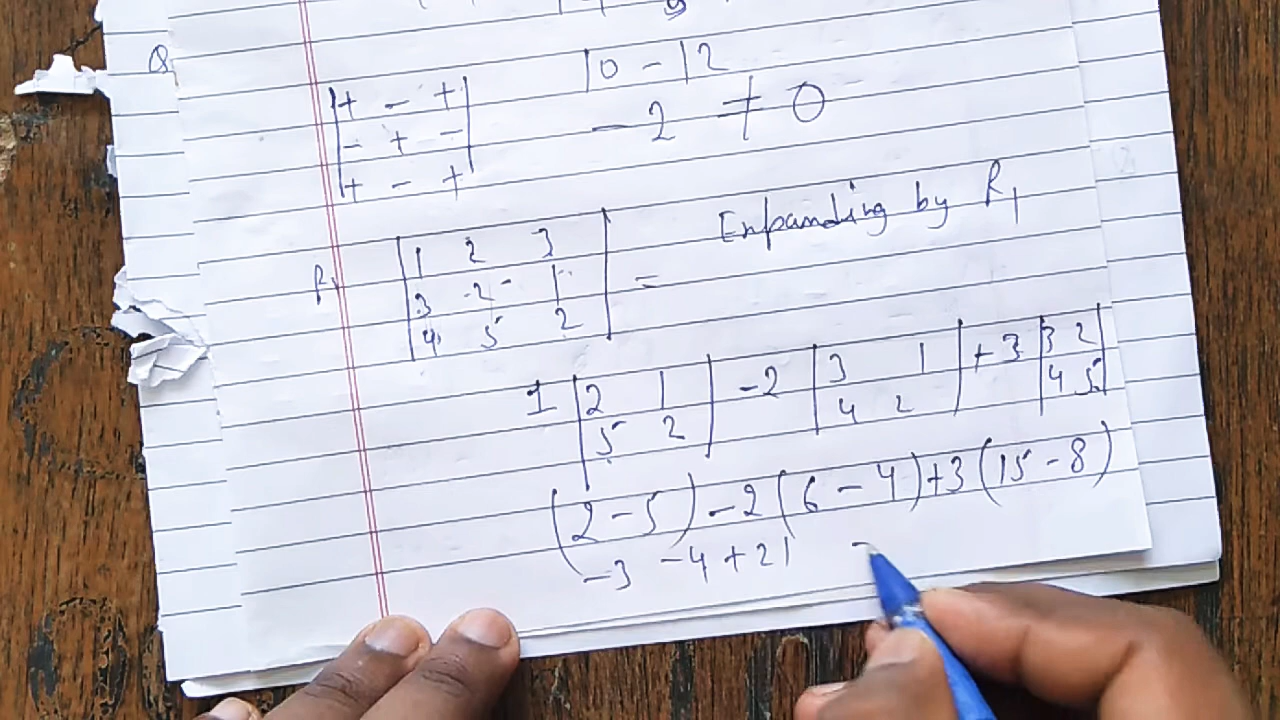 Q
10 - 12
|+ - +|
|- + -|
|+ - +|
-2 ≠ 0
Expanding by R1
R1
|1 2 3|
|3 2 1| =
|4 5 2|
1 |2 1| -2 |3 1| +3 |3 2|
|5 2| |4 2| |4 5|
(2-5) -2 (6-4) +3 (15-8)
-3 -4 +21 -